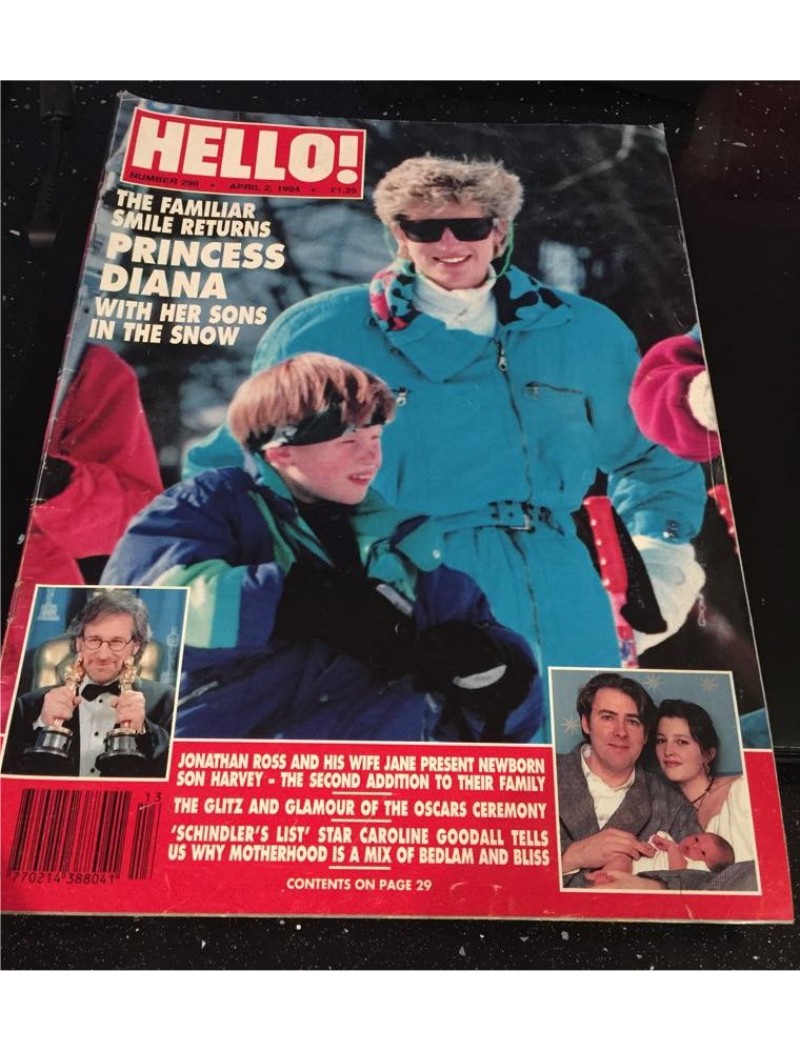 HELLO!
NUMBER 298 • APRIL 2, 1994 • £1.25
THE FAMILIAR
SMILE RETURNS
PRINCESS
DIANA
WITH HER SONS
IN THE SNOW
JONATHAN ROSS AND HIS WIFE JANE PRESENT NEWBORN
SON HARVEY - THE SECOND ADDITION TO THEIR FAMILY
THE GLITZ AND GLAMOUR OF THE OSCARS CEREMONY
'SCHINDLER'S LIST' STAR CAROLINE GOODALL TELLS
US WHY MOTHERHOOD IS A MIX OF BEDLAM AND BLISS
CONTENTS ON PAGE 29
13
770214388041